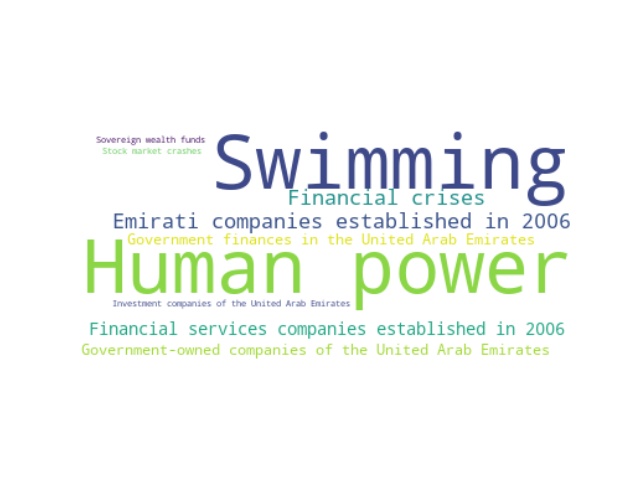 Sovereign wealth funds
Stock market crashes
Swimming
Financial crises
Emirati companies established in 2006
Government finances in the United Arab Emirates
Human power
Investment companies of the United Arab Emirates
Financial services companies established in 2006
Government-owned companies of the United Arab Emirates